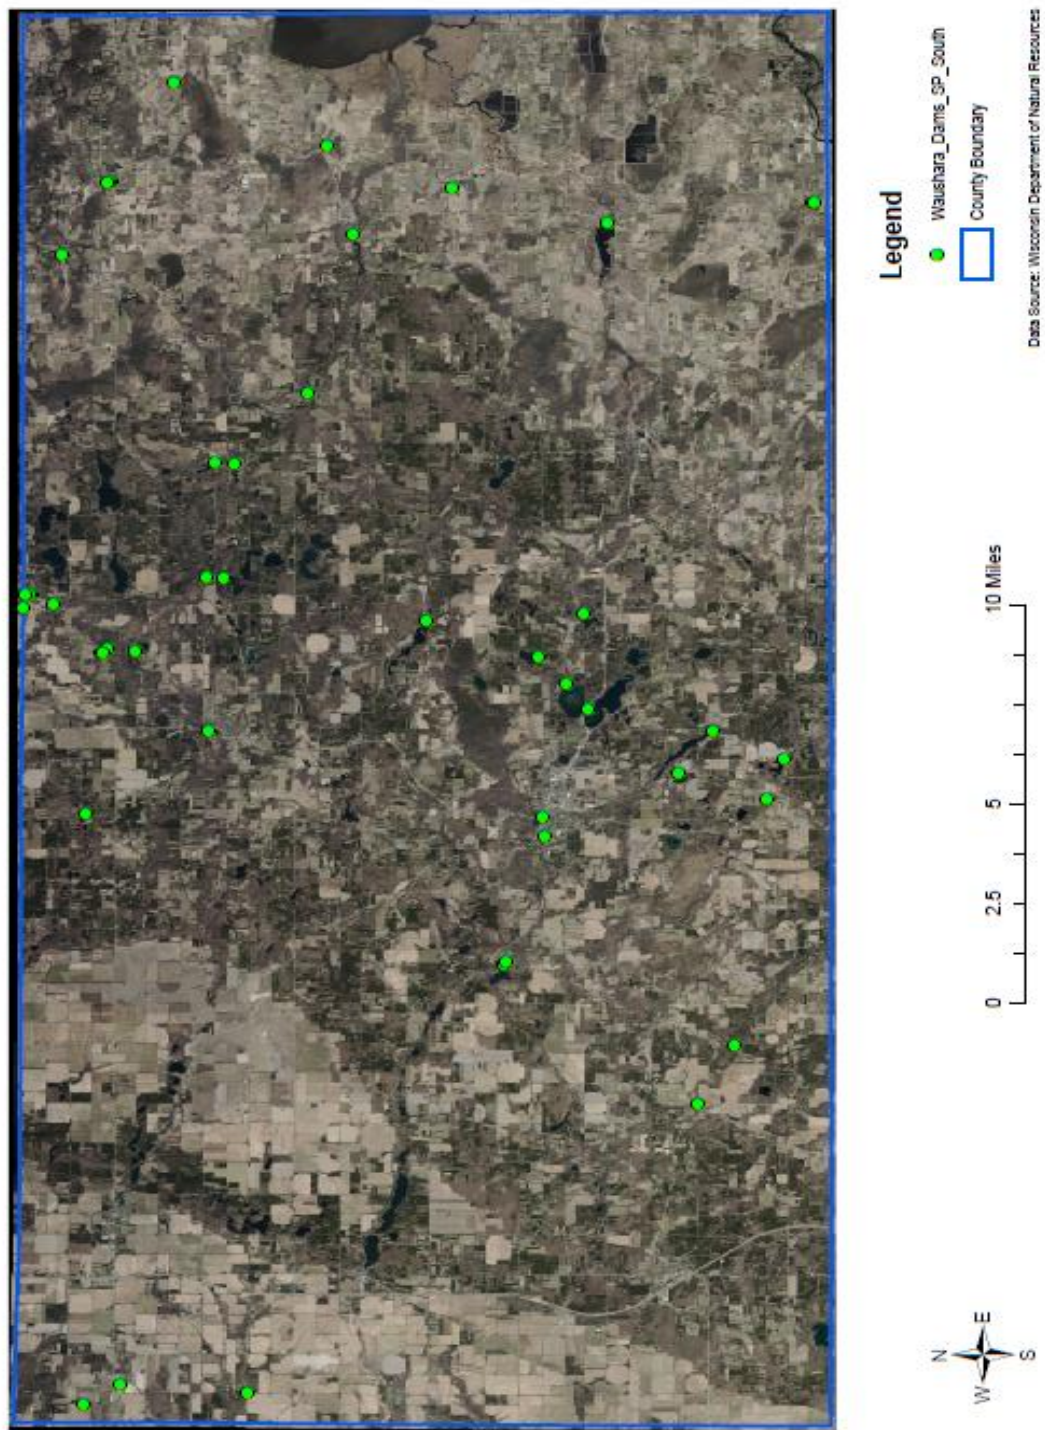 Legend
Waushara_Dams_SP_South
County Boundary
0 2.5 5 10 Miles
N
W E
S
Data Source: Wisconsin Department of Natural Resources